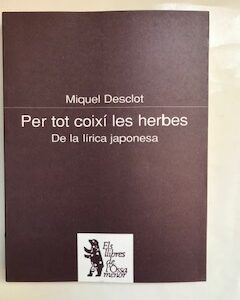 Miquel Desclot
Per tot coixí les herbes
De la lírica japonesa
Els
llibres
de
l'Óssa
menor